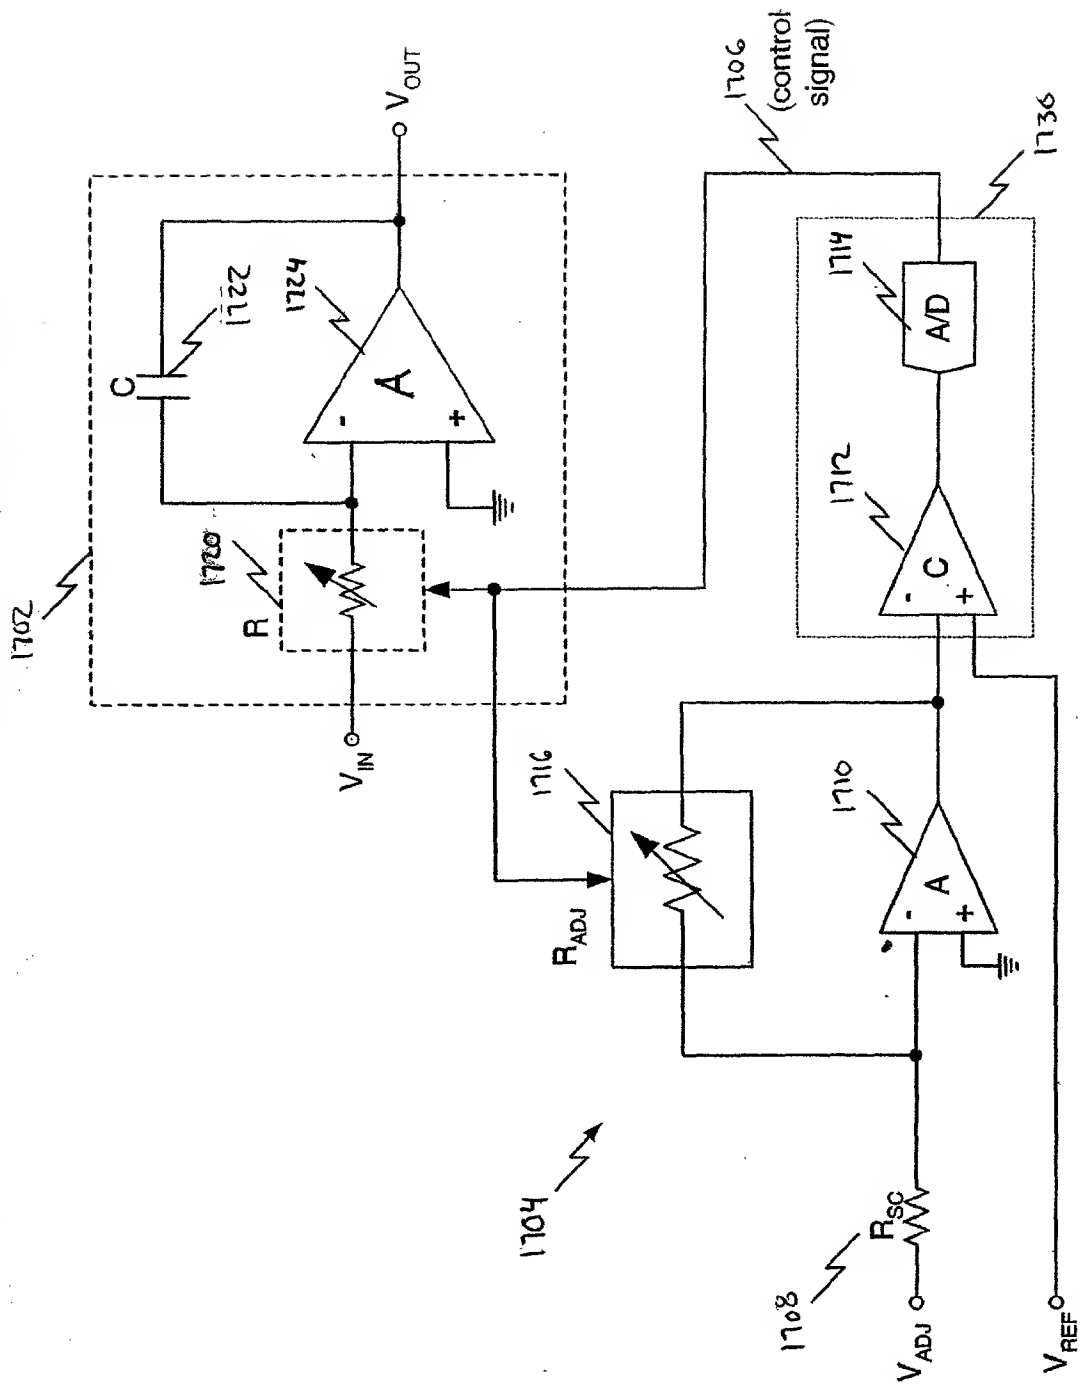 1702
C
1722
1724
A
-
+
1720
R
V_IN
V_OUT
1706
(control
signal)
1716
R_ADJ
1710
A
-
+
1712
C
-
+
1714
A/D
1736
1704
1708
R_SC
V_ADJ
V_REF